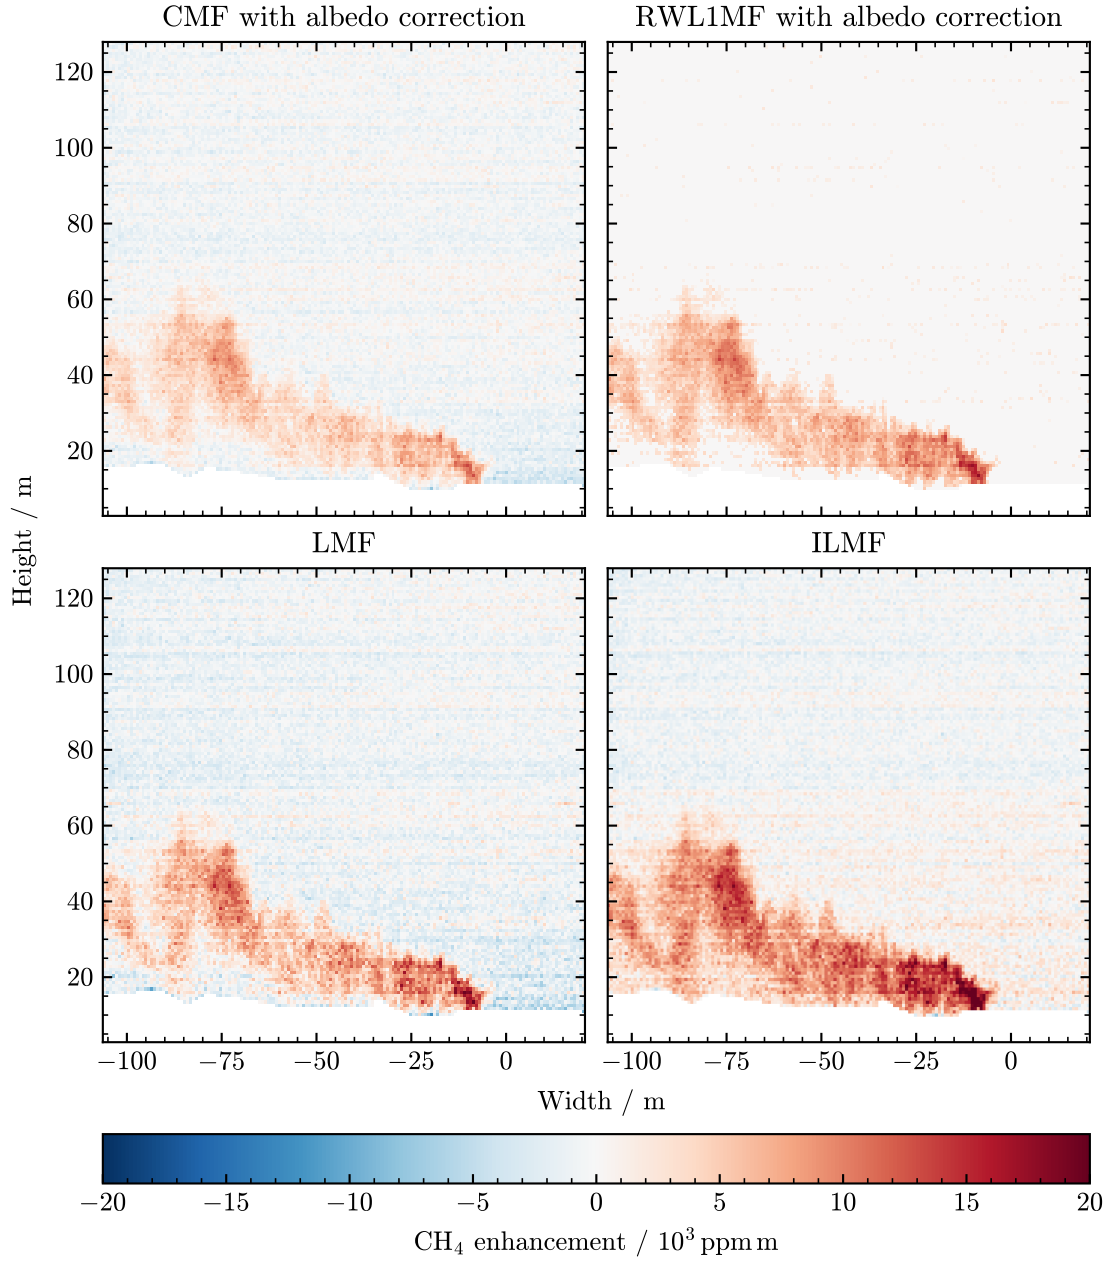 CMF with albedo correction
RWL1MF with albedo correction
120
100
80
60
40
20
Height / m
LMF
ILMF
120
100
80
60
40
20
−100 −75 −50 −25 0
−100 −75 −50 −25 0
Width / m
−20 −15 −10 −5 0 5 10 15 20
CH₄ enhancement / 10³ ppm m